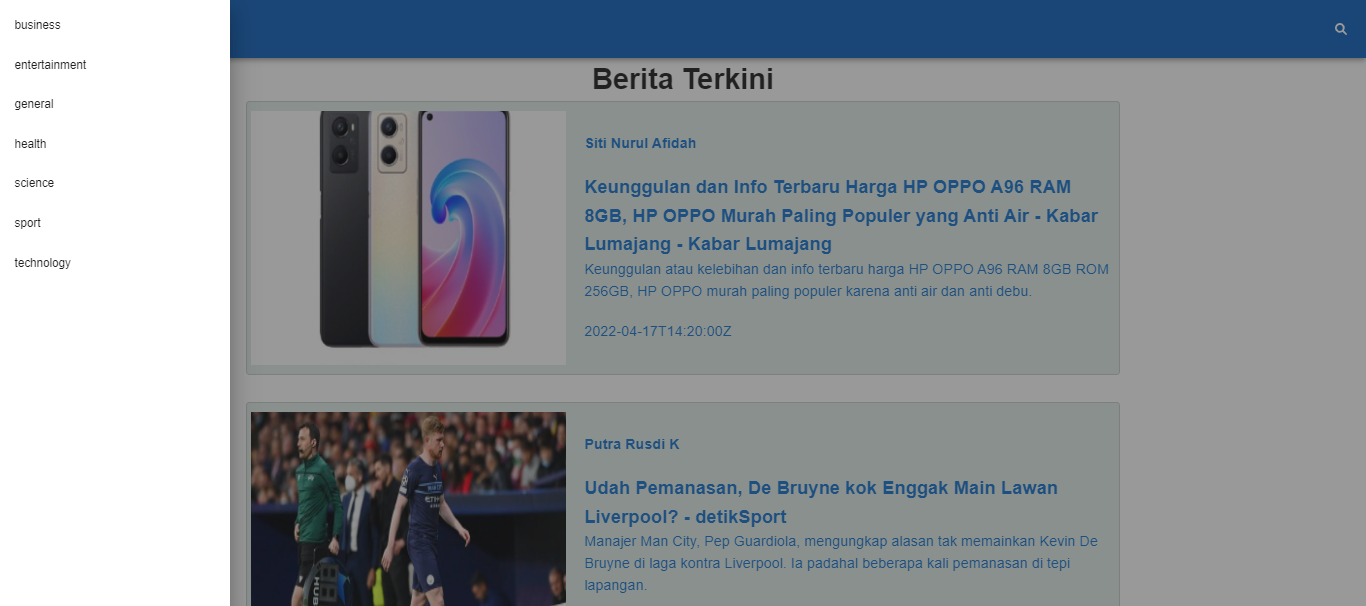 business
entertainment
general
health
science
sport
technology
Berita Terkini
Siti Nurul Afidah
Keunggulan dan Info Terbaru Harga HP OPPO A96 RAM
8GB, HP OPPO Murah Paling Populer yang Anti Air - Kabar
Lumajang - Kabar Lumajang
Keunggulan atau kelebihan dan info terbaru harga HP OPPO A96 RAM 8GB ROM
256GB, HP OPPO murah paling populer karena anti air dan anti debu.
2022-04-17T14:20:00Z
Putra Rusdi K
Udah Pemanasan, De Bruyne kok Enggak Main Lawan
Liverpool? - detikSport
Manajer Man City, Pep Guardiola, mengungkap alasan tak memainkan Kevin De
Bruyne di laga kontra Liverpool. Ia padahal beberapa kali pemanasan di tepi
lapangan.